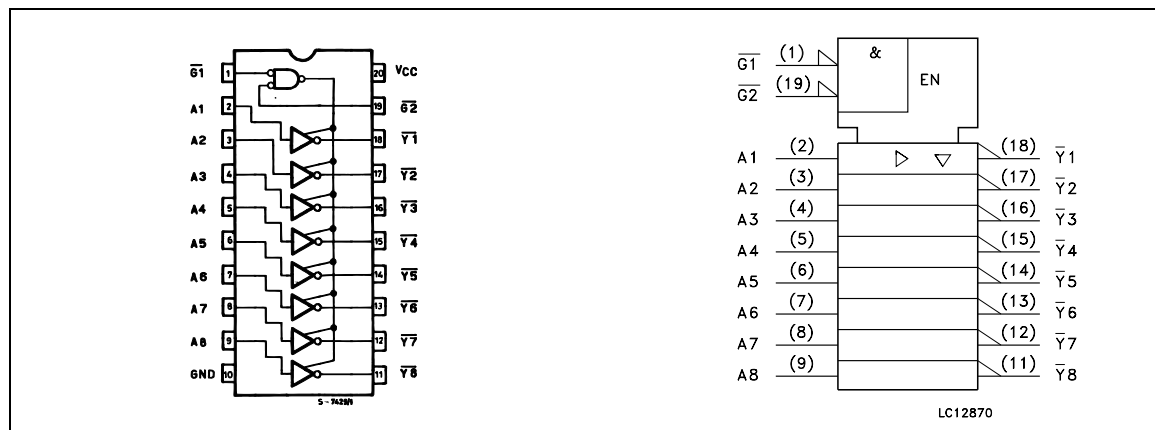 G1 1 20 VCC
A1 2 19 G2
A2 3 18 Y1
A3 4 17 Y2
A4 5 16 Y3
A5 6 15 Y4
A6 7 14 Y5
A7 8 13 Y6
A8 9 12 Y7
GND 10 11 Y8
S-7429/1
G1 (1) & EN
G2 (19)
A1 (2) (18) Y1
A2 (3) (17) Y2
A3 (4) (16) Y3
A4 (5) (15) Y4
A5 (6) (14) Y5
A6 (7) (13) Y6
A7 (8) (12) Y7
A8 (9) (11) Y8
LC12870